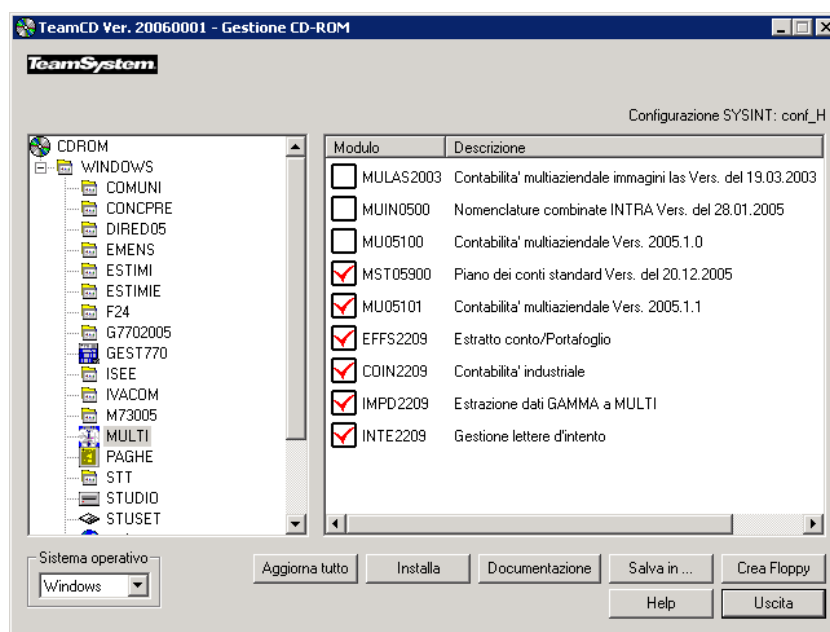 TeamCD Ver. 20060001 - Gestione CD-ROM
TeamSystem
Configurazione SYSINT: conf_H
CDROM
WINDOWS
COMUNI
CONCPRE
DIRED05
EMENS
ESTIMI
ESTIMIE
F24
G7702005
GEST770
ISEE
IVACOM
M73005
MULTI
PAGHE
STT
STUDIO
STUSET
Modulo Descrizione
MULAS2003 Contabilita' multiaziendale immagini las Vers. del 19.03.2003
MUIN0500 Nomenclature combinate INTRA Vers. del 28.01.2005
MU05100 Contabilita' multiaziendale Vers. 2005.1.0
MST05900 Piano dei conti standard Vers. del 20.12.2005
MU05101 Contabilita' multiaziendale Vers. 2005.1.1
EFFS2209 Estratto conto/Portafoglio
COIN2209 Contabilita' industriale
IMPD2209 Estrazione dati GAMMA a MULTI
INTE2209 Gestione lettere d'intento
Sistema operativo
Windows
Aggiorna tutto Installa Documentazione Salva in ... Crea Floppy
Help Uscita